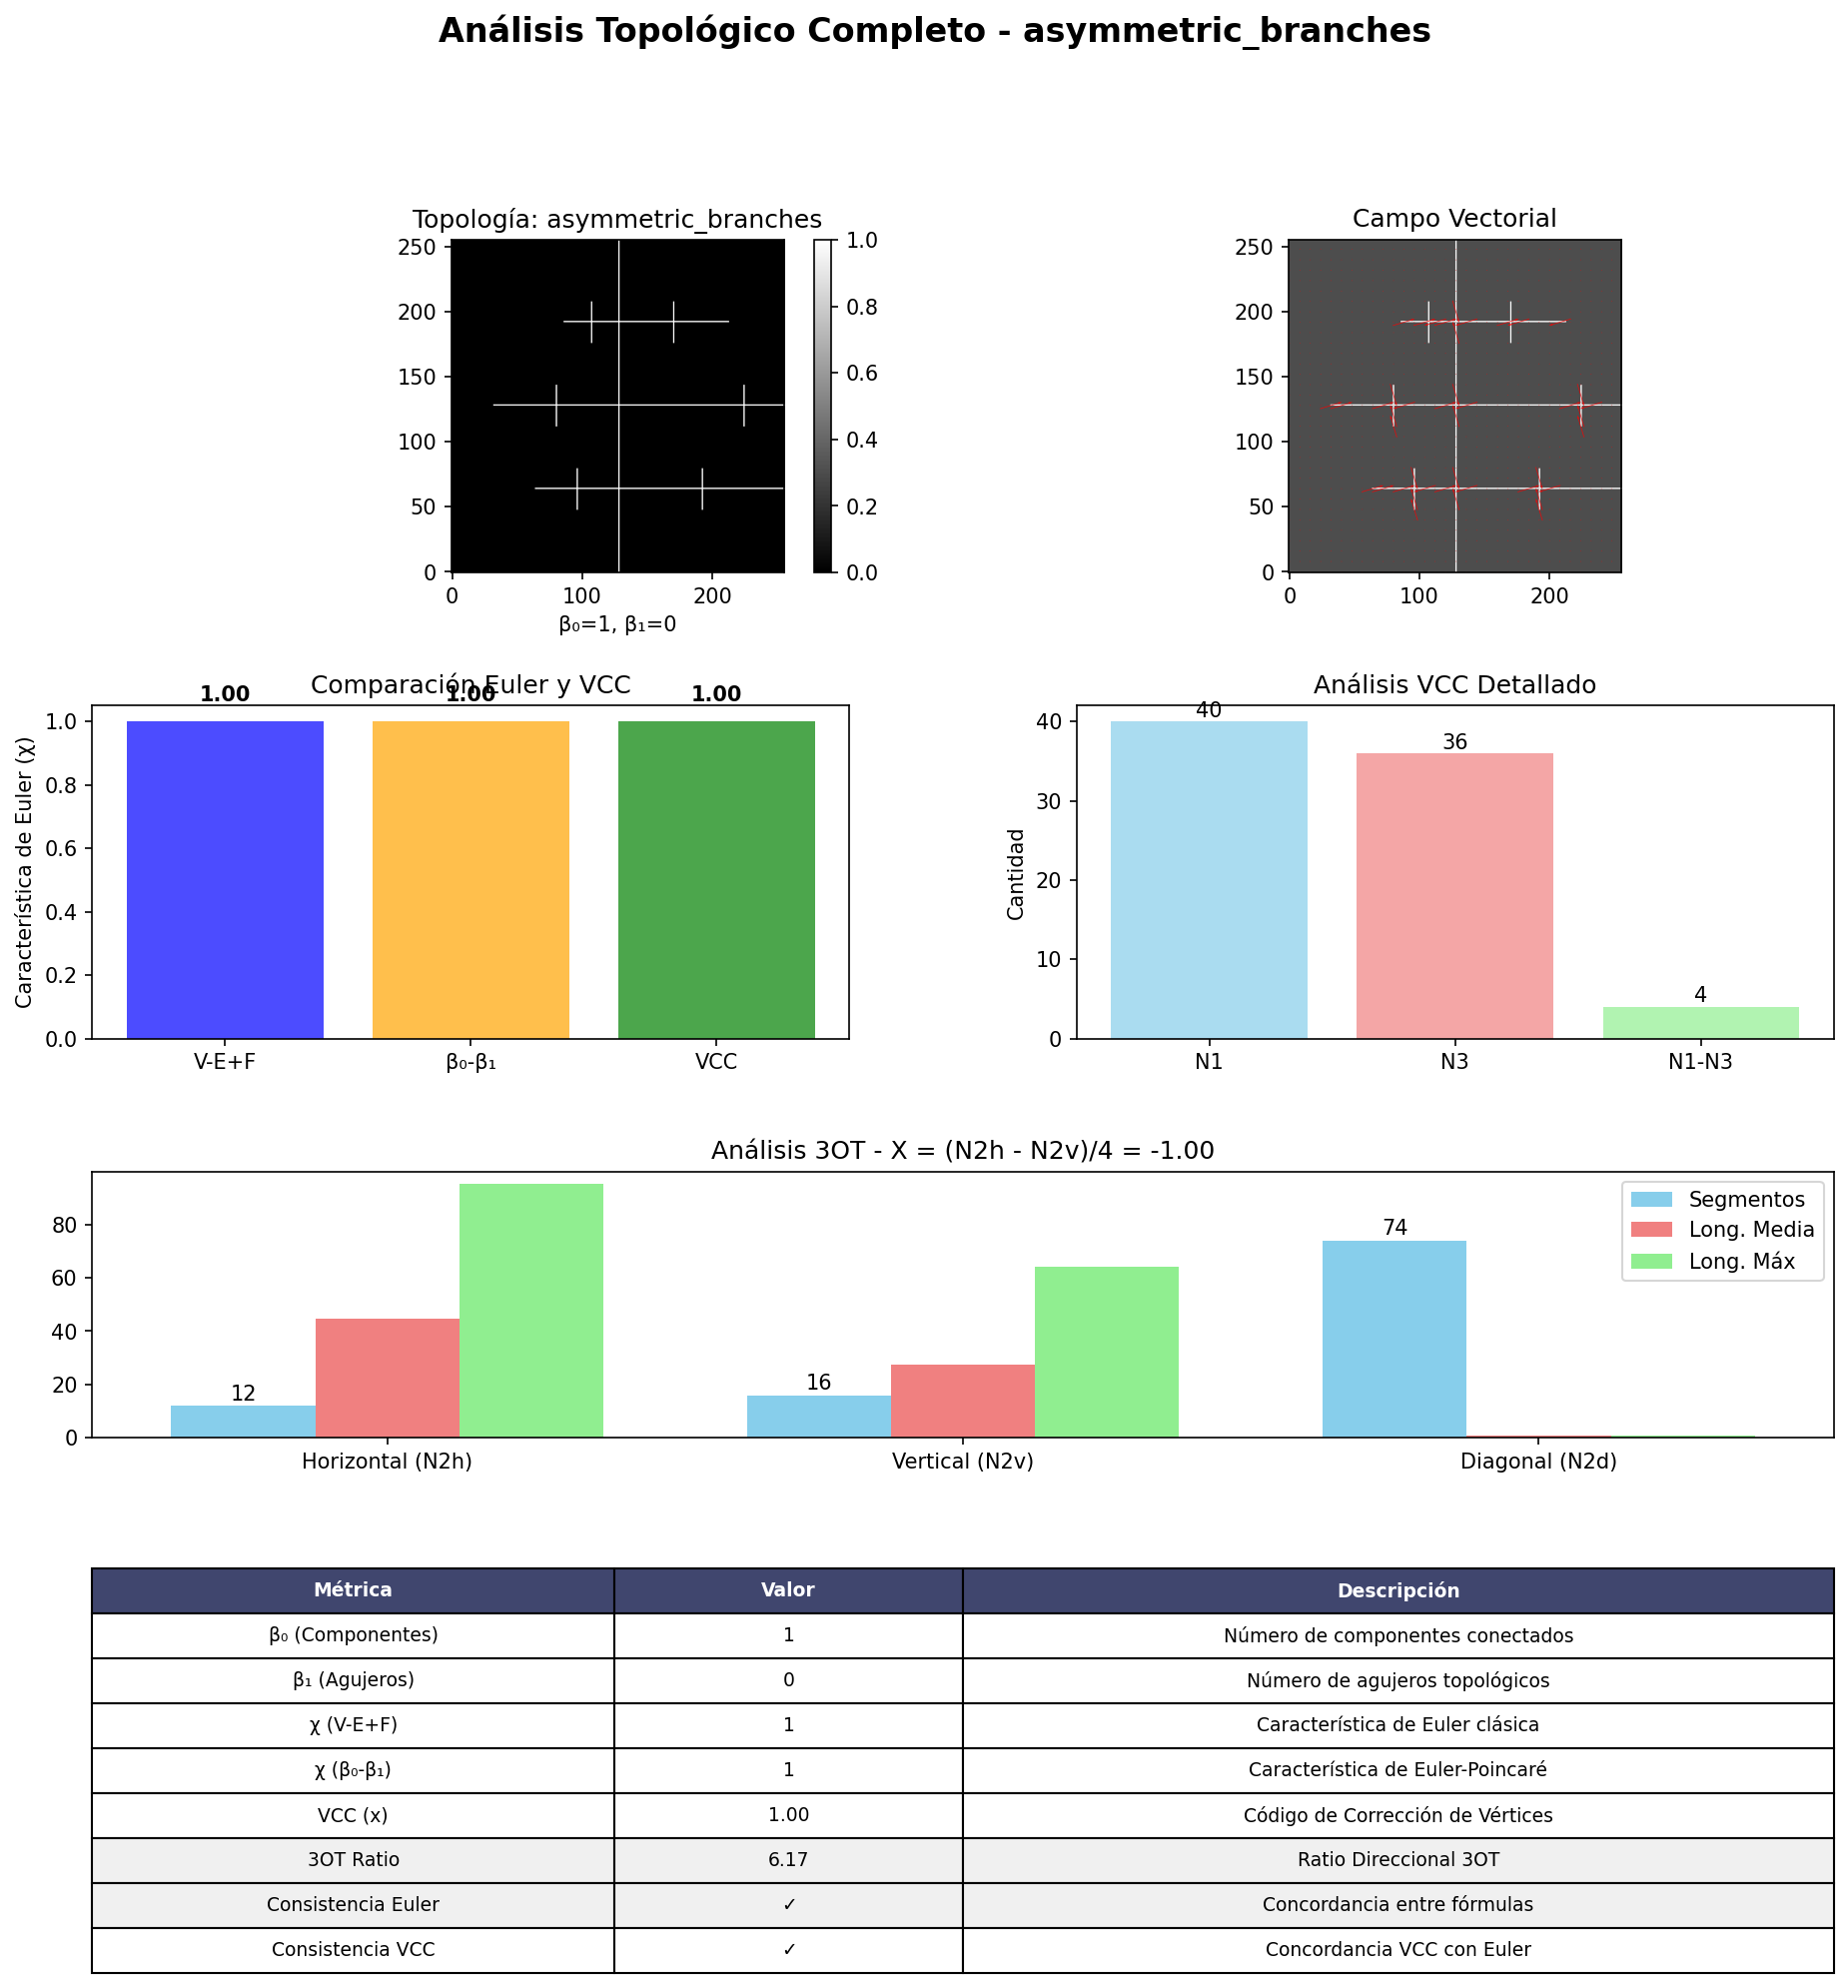 Análisis Topológico Completo - asymmetric_branches
Topología: asymmetric_branches
250
200
150
100
50
0
0 100 200
β₀=1, β₁=0
1.0
0.8
0.6
0.4
0.2
0.0
Campo Vectorial
250
200
150
100
50
0
0 100 200
Comparación Euler y VCC
1.00 1.00 1.00
Característica de Euler (χ)
1.0
0.8
0.6
0.4
0.2
0.0
V-E+F β₀-β₁ VCC
Análisis VCC Detallado
Cantidad
40
30
20
10
0
40
36
4
N1 N3 N1-N3
Análisis 3OT - X = (N2h - N2v)/4 = -1.00
80
60
40
20
0
12
16
74
Segmentos
Long. Media
Long. Máx
Horizontal (N2h) Vertical (N2v) Diagonal (N2d)
Métrica Valor Descripción
β₀ (Componentes) 1 Número de componentes conectados
β₁ (Agujeros) 0 Número de agujeros topológicos
χ (V-E+F) 1 Característica de Euler clásica
χ (β₀-β₁) 1 Característica de Euler-Poincaré
VCC (x) 1.00 Código de Corrección de Vértices
3OT Ratio 6.17 Ratio Direccional 3OT
Consistencia Euler ✓ Concordancia entre fórmulas
Consistencia VCC ✓ Concordancia VCC con Euler